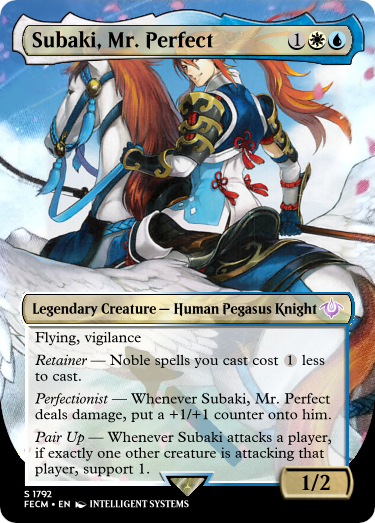 Subaki, Mr. Perfect 1
Legendary Creature — Human Pegasus Knight
Flying, vigilance
Retainer — Noble spells you cast cost 1 less
to cast.
Perfectionist — Whenever Subaki, Mr. Perfect
deals damage, put a +1/+1 counter onto him.
Pair Up — Whenever Subaki attacks a player,
if exactly one other creature is attacking that
player, support 1.
1/2
S 1792
FECM • EN INTELLIGENT SYSTEMS